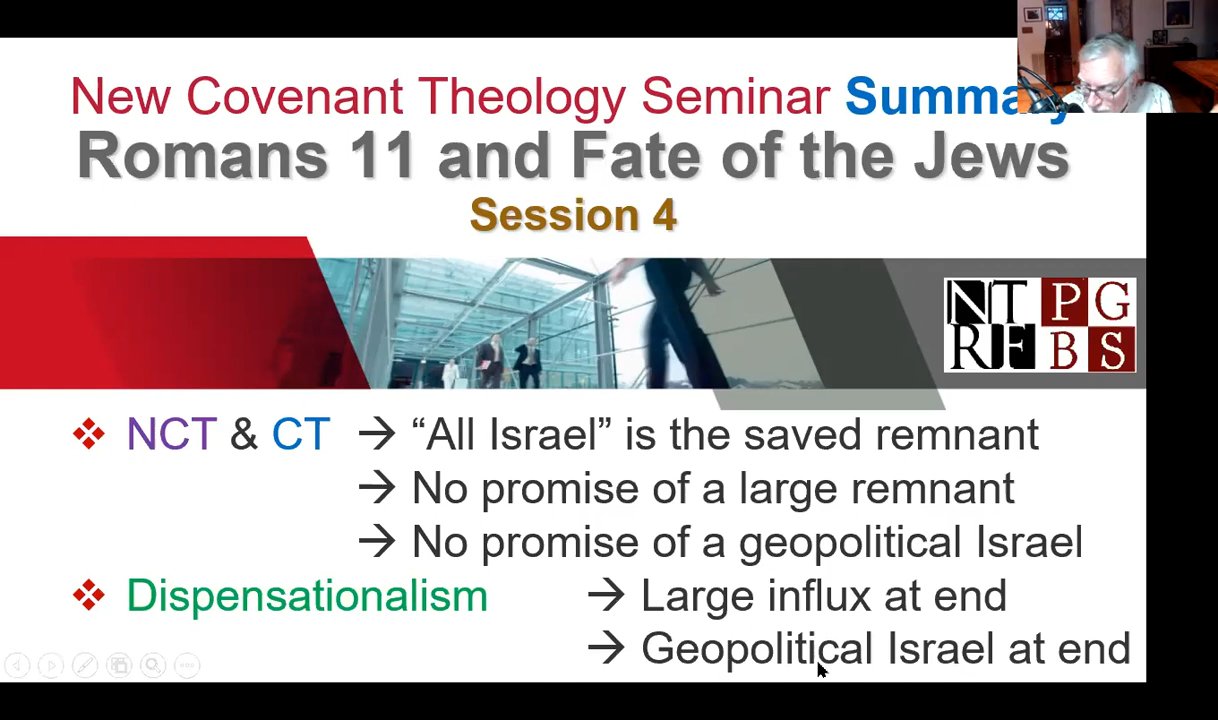 New Covenant Theology Seminar Summary
Romans 11 and Fate of the Jews
Session 4
NT PG
RF BS
❖ NCT & CT → “All Israel” is the saved remnant
→ No promise of a large remnant
→ No promise of a geopolitical Israel
❖ Dispensationalism → Large influx at end
→ Geopolitical Israel at end